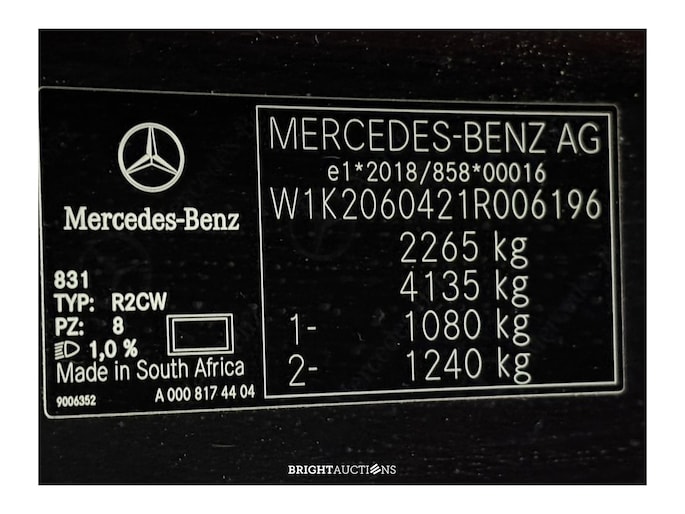 Mercedes-Benz
831
TYP: R2CW
PZ: 8
1,0 %
Made in South Africa
9006352 A 000 817 44 04
MERCEDES-BENZ AG
e1*2018/858*00016
W1K2060421R006196
2265 kg
4135 kg
1- 1080 kg
2- 1240 kg
BRIGHTAUCTIONS